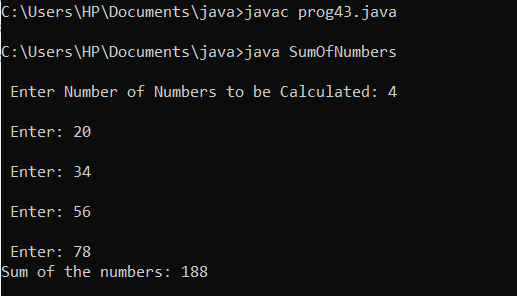 C:\Users\HP\Documents\java>javac prog43.java
C:\Users\HP\Documents\java>java SumOfNumbers
Enter Number of Numbers to be Calculated: 4
Enter: 20
Enter: 34
Enter: 56
Enter: 78
Sum of the numbers: 188